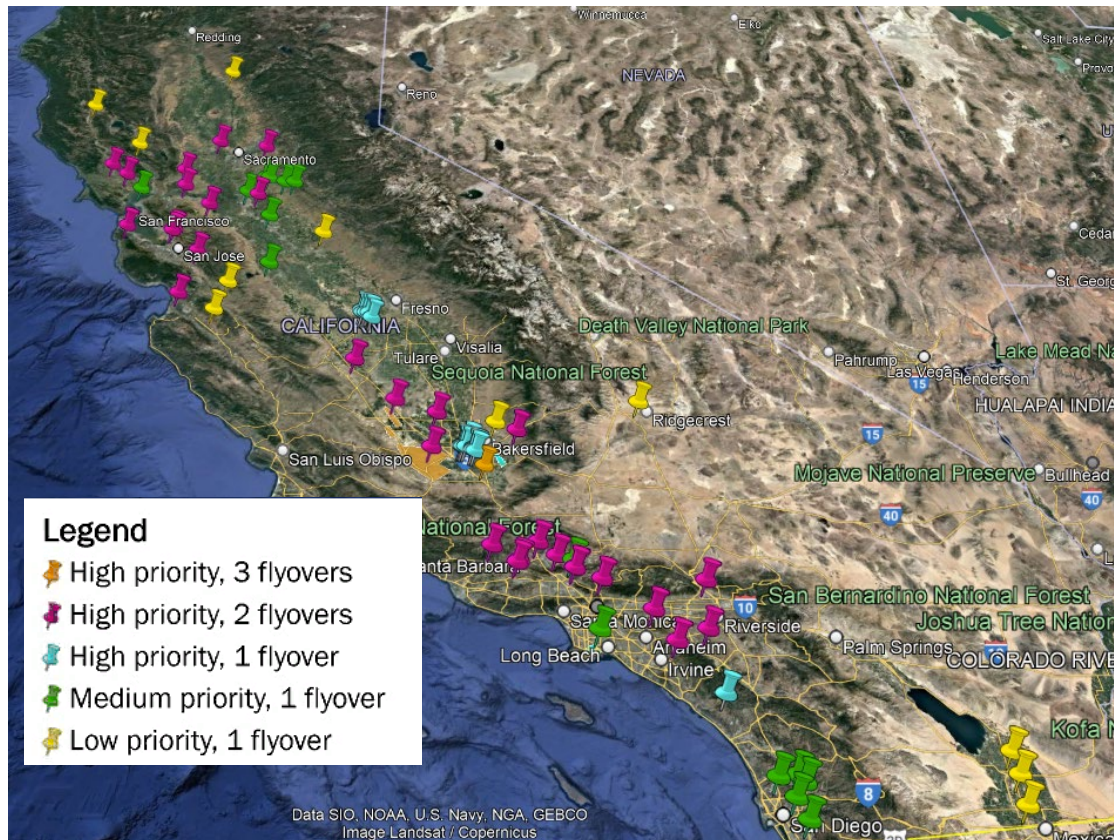 Winnemucca
Elko
Redding
Salt Lake City
Provo
NEVADA
Reno
Sacramento
Cedar
San Francisco
San Jose
St. George
Fresno
CALIFORNIA
Death Valley National Park
Visalia
Tulare
Pahrump
Las Vegas
Lake Mead Na
Sequoia National Forest
15
Henderson
HUALAPAI INDIA
Ridgecrest
15
Bakersfield
San Luis Obispo
Mojave National Preserve
Bullhead
40
40
Legend
National Forest
High priority, 3 flyovers
anta Barbara
High priority, 2 flyovers
10
San Bernardino National Forest
Santa Monica
Riverside
Joshua Tree Nation
High priority, 1 flyover
Long Beach
Anaheim
Palm Springs
Irvine
COLORADO RIVE
Medium priority, 1 flyover
Low priority, 1 flyover
Kofa N
8
San Diego
Mexica
Data SIO, NOAA, U.S. Navy, NGA, GEBCO
Image Landsat / Copernicus